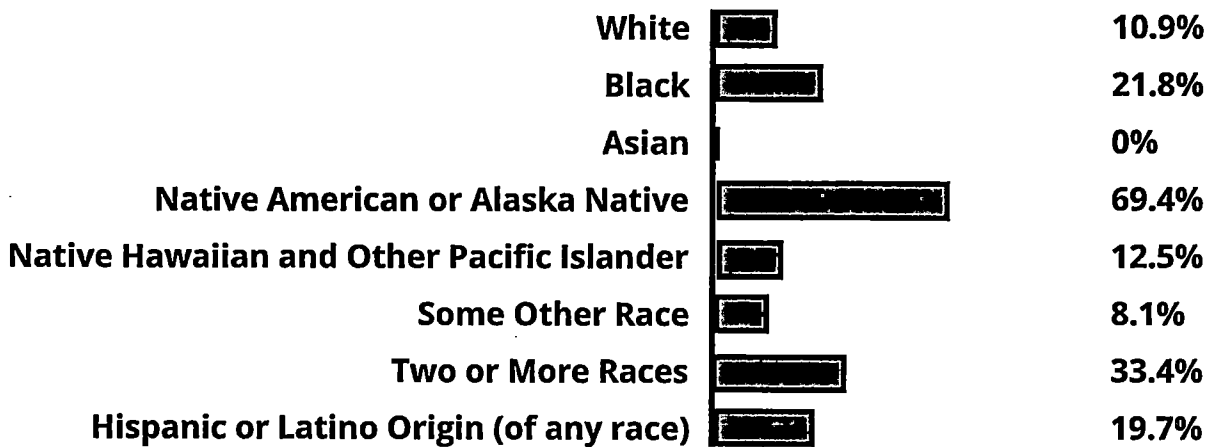 White 10.9%
Black 21.8%
Asian 0%
Native American or Alaska Native 69.4%
Native Hawaiian and Other Pacific Islander 12.5%
Some Other Race 8.1%
Two or More Races 33.4%
Hispanic or Latino Origin (of any race) 19.7%